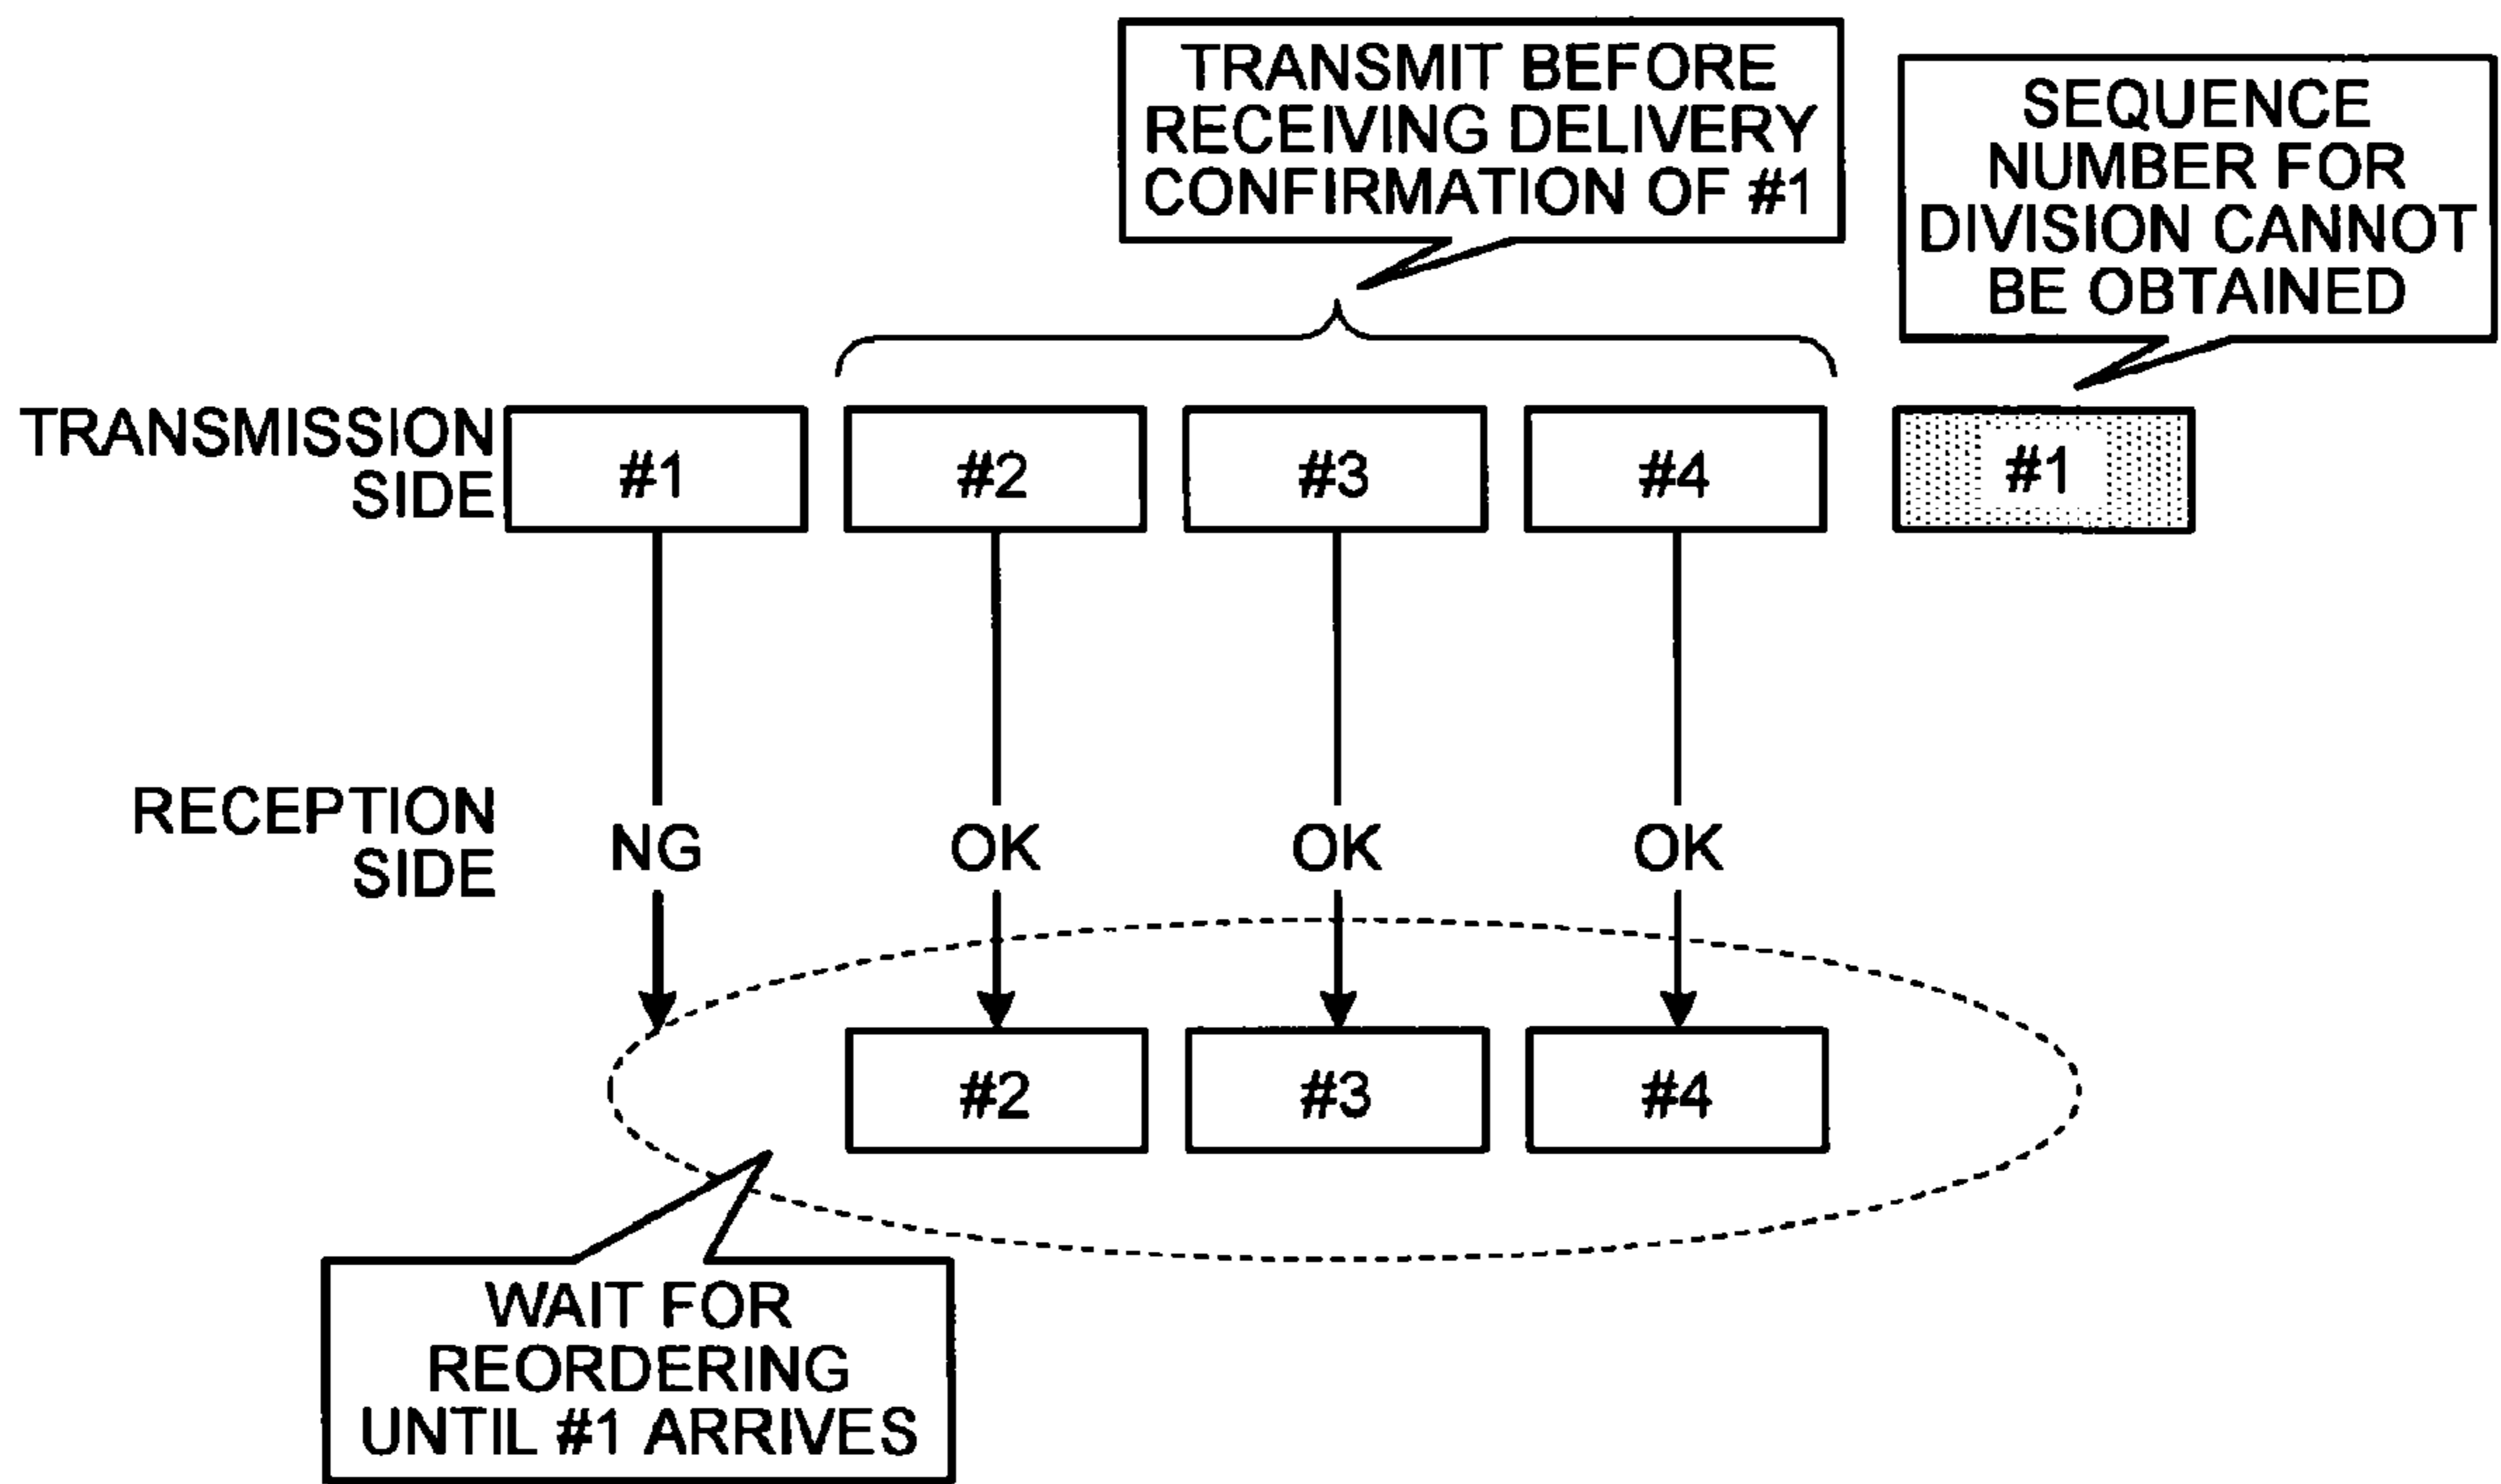 TRANSMIT BEFORE
RECEIVING DELIVERY
CONFIRMATION OF #1
SEQUENCE
NUMBER FOR
DIVISION CANNOT
BE OBTAINED
TRANSMISSION
SIDE
#1
#2
#3
#4
#1
RECEPTION
SIDE
NG
OK
OK
OK
#2
#3
#4
WAIT FOR
REORDERING
UNTIL #1 ARRIVES